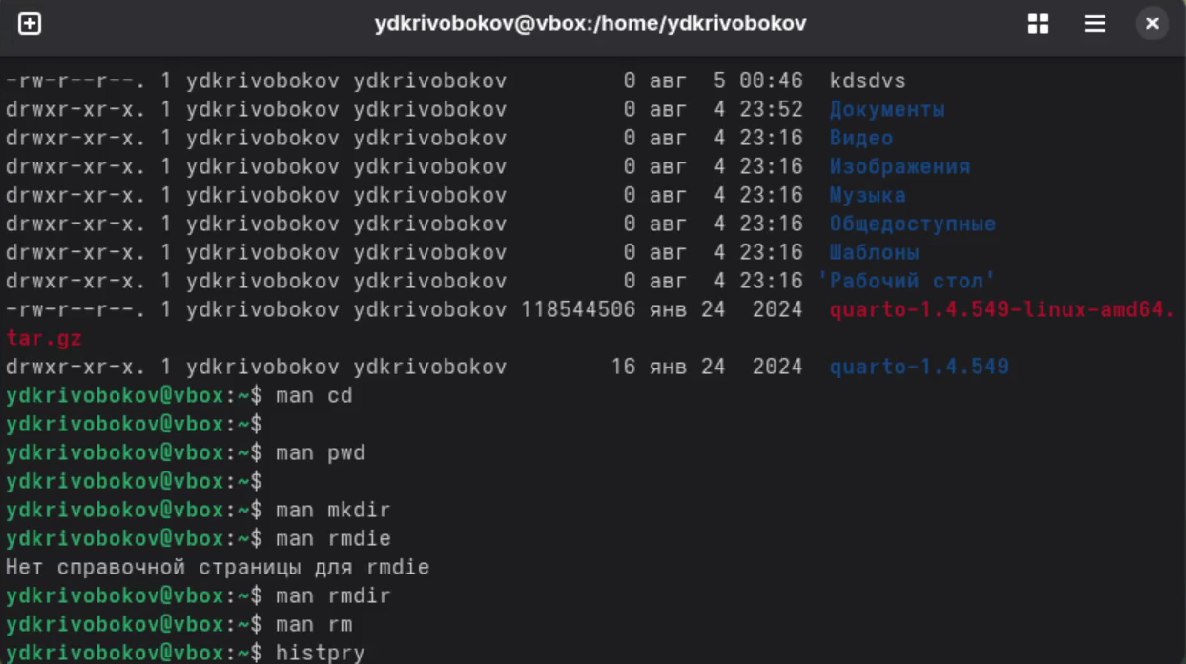 ydkrivobokov@vbox:/home/ydkrivobokov
-rw-r--r--. 1 ydkrivobokov ydkrivobokov 0 авг 5 00:46 kdsdvs
drwxr-xr-x. 1 ydkrivobokov ydkrivobokov 0 авг 4 23:52 Документы
drwxr-xr-x. 1 ydkrivobokov ydkrivobokov 0 авг 4 23:16 Видео
drwxr-xr-x. 1 ydkrivobokov ydkrivobokov 0 авг 4 23:16 Изображения
drwxr-xr-x. 1 ydkrivobokov ydkrivobokov 0 авг 4 23:16 Музыка
drwxr-xr-x. 1 ydkrivobokov ydkrivobokov 0 авг 4 23:16 Общедоступные
drwxr-xr-x. 1 ydkrivobokov ydkrivobokov 0 авг 4 23:16 Шаблоны
drwxr-xr-x. 1 ydkrivobokov ydkrivobokov 0 авг 4 23:16 'Рабочий стол'
-rw-r--r--. 1 ydkrivobokov ydkrivobokov 118544506 янв 24 2024 quarto-1.4.549-linux-amd64.
tar.gz
drwxr-xr-x. 1 ydkrivobokov ydkrivobokov 16 янв 24 2024 quarto-1.4.549
ydkrivobokov@vbox:~$ man cd
ydkrivobokov@vbox:~$
ydkrivobokov@vbox:~$ man pwd
ydkrivobokov@vbox:~$
ydkrivobokov@vbox:~$ man mkdir
ydkrivobokov@vbox:~$ man rmdie
Нет справочной страницы для rmdie
ydkrivobokov@vbox:~$ man rmdir
ydkrivobokov@vbox:~$ man rm
ydkrivobokov@vbox:~$ histpry